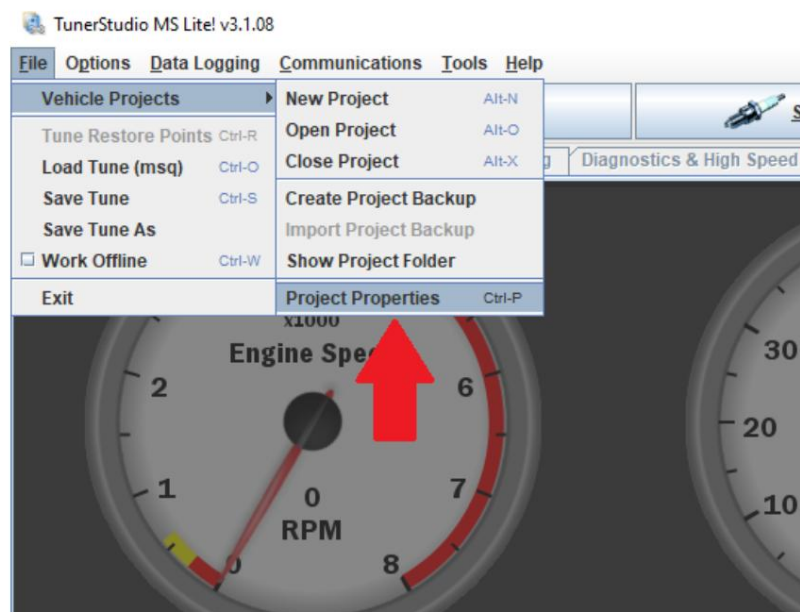 TunerStudio MS Lite! v3.1.08
File Options Data Logging Communications Tools Help
Vehicle Projects
Tune Restore Points Ctrl-R
Load Tune (msq) Ctrl-O
Save Tune Ctrl-S
Save Tune As
Work Offline Ctrl-W
Exit
New Project Alt-N
Open Project Alt-O
Close Project Alt-X
Create Project Backup
Import Project Backup
Show Project Folder
Project Properties Ctrl-P
Diagnostics & High Speed
x1000
Engine
2
6
1
7
0
RPM
0
8
30
20
10